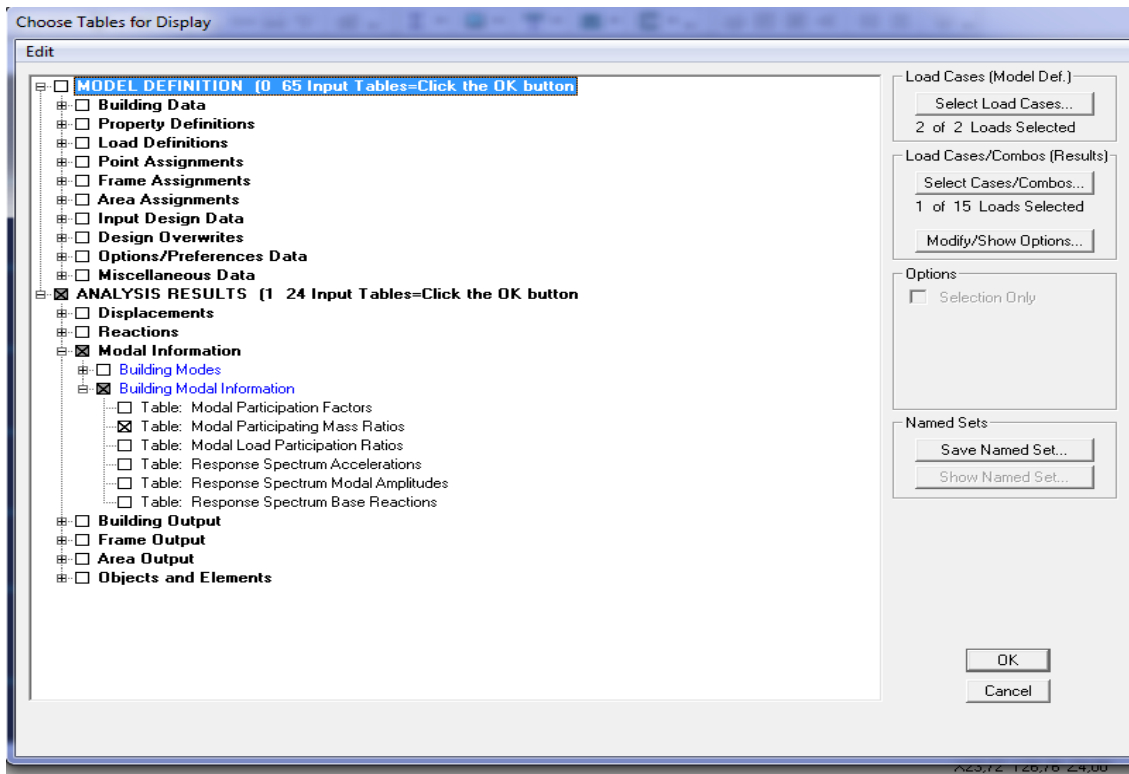 Choose Tables for Display
Edit
MODEL DEFINITION (0 65 Input Tables=Click the OK button
Building Data
Property Definitions
Load Definitions
Point Assignments
Frame Assignments
Area Assignments
Input Design Data
Design Overwrites
Options/Preferences Data
Miscellaneous Data
ANALYSIS RESULTS (1 24 Input Tables=Click the OK button
Displacements
Reactions
Modal Information
Building Modes
Building Modal Information
Table: Modal Participation Factors
Table: Modal Participating Mass Ratios
Table: Modal Load Participation Ratios
Table: Response Spectrum Accelerations
Table: Response Spectrum Modal Amplitudes
Table: Response Spectrum Base Reactions
Building Output
Frame Output
Area Output
Objects and Elements
Load Cases (Model Def.)
Select Load Cases...
2 of 2 Loads Selected
Load Cases/Combos (Results)
Select Cases/Combos...
1 of 15 Loads Selected
Modify/Show Options...
Options
Selection Only
Named Sets
Save Named Set...
Show Named Set...
OK
Cancel